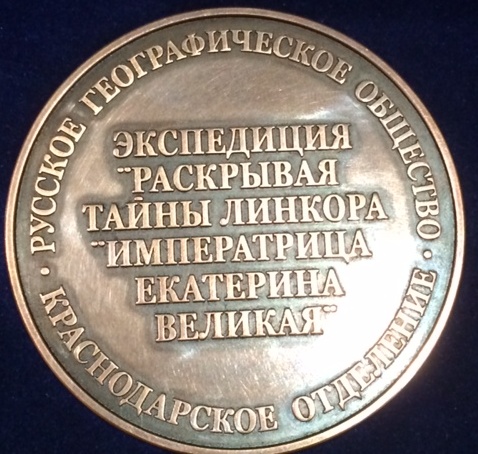 · РУССКОЕ ГЕОГРАФИЧЕСКОЕ ОБЩЕСТВО ·
ЭКСПЕДИЦИЯ
"РАСКРЫВАЯ
ТАЙНЫ ЛИНКОРА
"ИМПЕРАТРИЦА
ЕКАТЕРИНА
ВЕЛИКАЯ"
КРАСНОДАРСКОЕ ОТДЕЛЕНИЕ